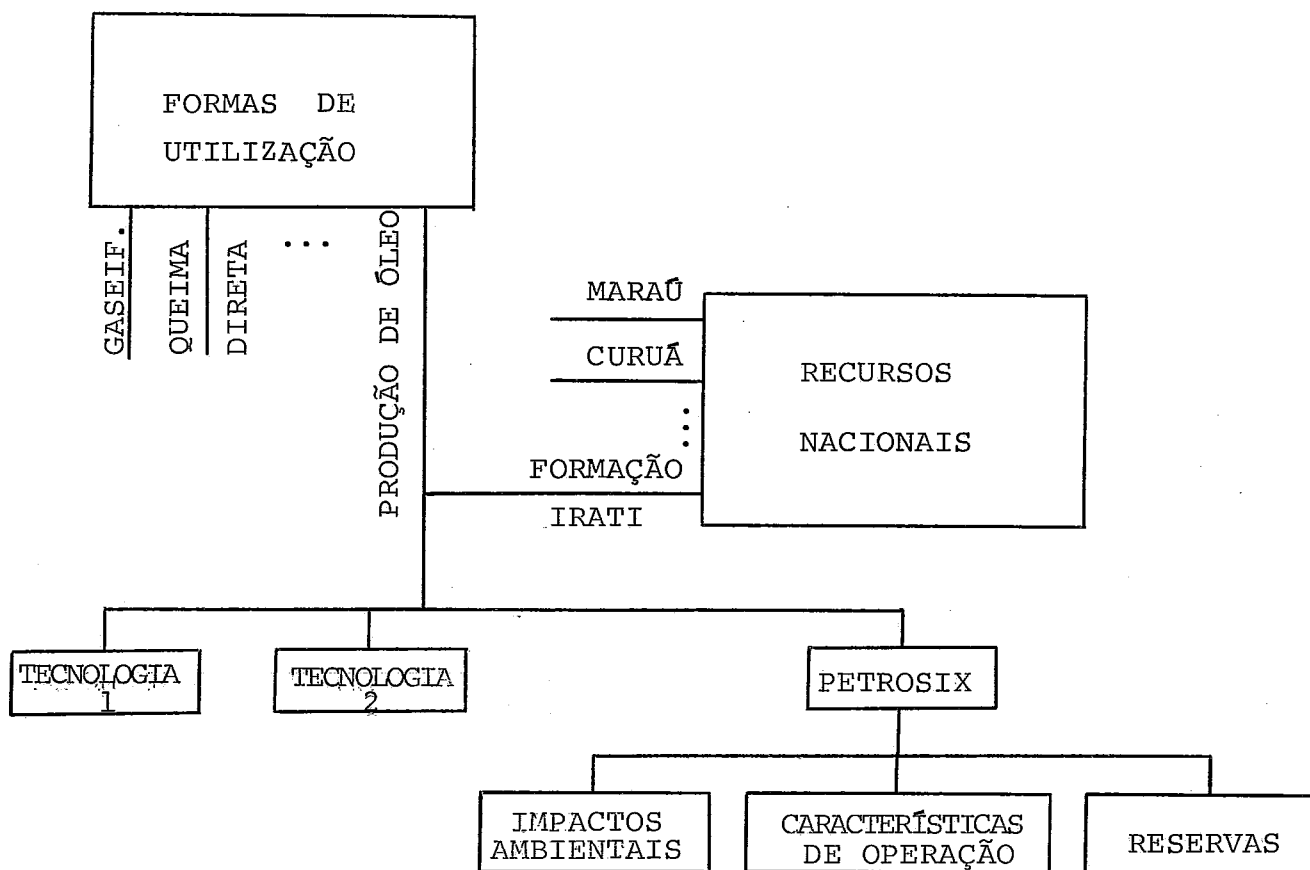 FORMAS DE
UTILIZAÇÃO
GASEIF.
QUEIMA
DIRETA
...
PRODUÇÃO DE ÓLEO
MARAÚ
CURUÁ
...
FORMAÇÃO
IRATI
RECURSOS
NACIONAIS
TECNOLOGIA
1
TECNOLOGIA
2
PETROSIX
IMPACTOS
AMBIENTAIS
CARACTERÍSTICAS
DE OPERAÇÃO
RESERVAS